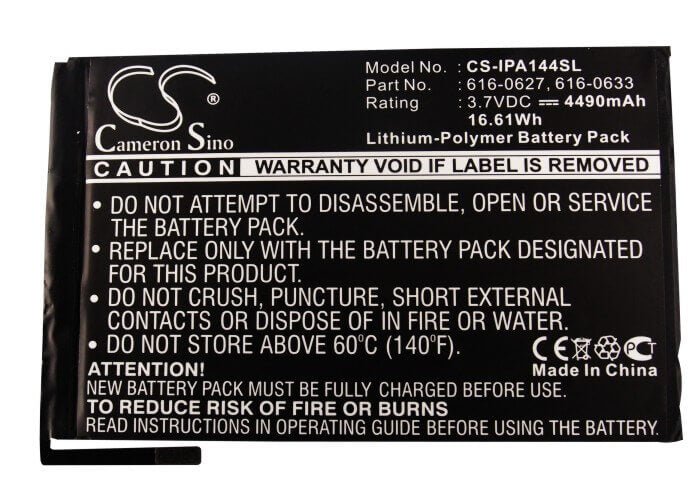 CS
®
Cameron Sino
Model No. : CS-IPA144SL
Part No. : 616-0627, 616-0633
Rating : 3.7VDC ⎓ 4490mAh
16.61Wh
Lithium-Polymer Battery Pack
CAUTION WARRANTY VOID IF LABEL IS REMOVED
• DO NOT ATTEMPT TO DISASSEMBLE, OPEN OR SERVICE
THE BATTERY PACK.
• REPLACE ONLY WITH THE BATTERY PACK DESIGNATED
FOR THIS PRODUCT.
• DO NOT CRUSH, PUNCTURE, SHORT EXTERNAL
CONTACTS OR DISPOSE OF IN FIRE OR WATER.
• DO NOT STORE ABOVE 60°C (140°F).
CE PCT
Made In China
ATTENTION!
NEW BATTERY PACK MUST BE FULLY CHARGED BEFORE USE
TO REDUCE RISK OF FIRE OR BURNS
READ INSTRUCTIONS IN OPERATING MANUAL BEFORE USING BATTERY.